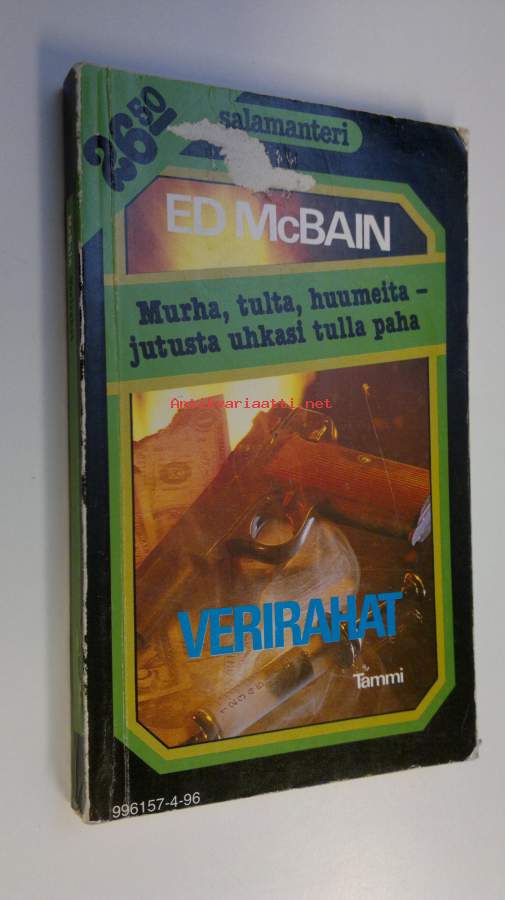 26 50
salamanteri
ED McBAIN
Murha, tulta, huumeita –
jutusta uhkasi tulla paha
Antikvariaatti.net
VERIRAHAT
Tammi
996157-4-96